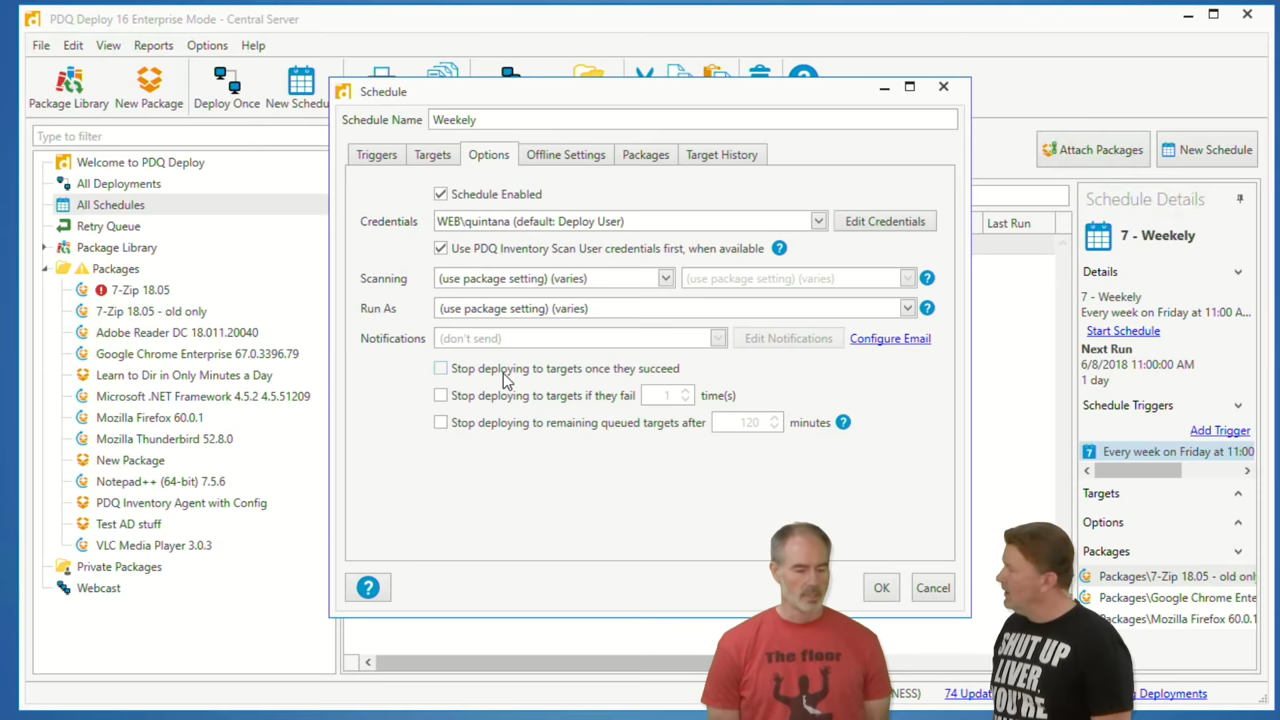 PDQ Deploy 16 Enterprise Mode - Central Server
File Edit View Reports Options Help
Package Library New Package Deploy Once New Schedu
Type to filter
Attach Packages New Schedule
Welcome to PDQ Deploy
All Deployments
All Schedules
Retry Queue
Package Library
Packages
7-Zip 18.05
7-Zip 18.05 - old only
Adobe Reader DC 18.011.20040
Google Chrome Enterprise 67.0.3396.79
Learn to Dir in Only Minutes a Day
Microsoft .NET Framework 4.5.2 4.5.51209
Mozilla Firefox 60.0.1
Mozilla Thunderbird 52.8.0
New Package
Notepad++ (64-bit) 7.5.6
PDQ Inventory Agent with Config
Test AD stuff
VLC Media Player 3.0.3
Private Packages
Webcast
Schedule
Schedule Name Weekely
Triggers Targets Options Offline Settings Packages Target History
Schedule Enabled
Credentials WEB\quintana (default: Deploy User) Edit Credentials
Use PDQ Inventory Scan User credentials first, when available ?
Scanning (use package setting) (varies) (use package setting) (varies) ?
Run As (use package setting) (varies) ?
Notifications (don't send) Edit Notifications Configure Email
Stop deploying to targets once they succeed
Stop deploying to targets if they fail 1 time(s)
Stop deploying to remaining queued targets after 120 minutes ?
? OK Cancel
Last Run
Schedule Details
7 - Weekely
Details
7 - Weekely
Every week on Friday at 11:00 A...
Start Schedule
Next Run
6/8/2018 11:00:00 AM
1 day
Schedule Triggers
Add Trigger
7 Every week on Friday at 11:00
Targets
Options
Packages
Packages\7-Zip 18.05 - old onl
Packages\Google Chrome Ente
Packages\Mozilla Firefox 60.0.1
NESS) 74 Updat g Deployments
The floor
SHUT UP
LIVER,
YOU'RE